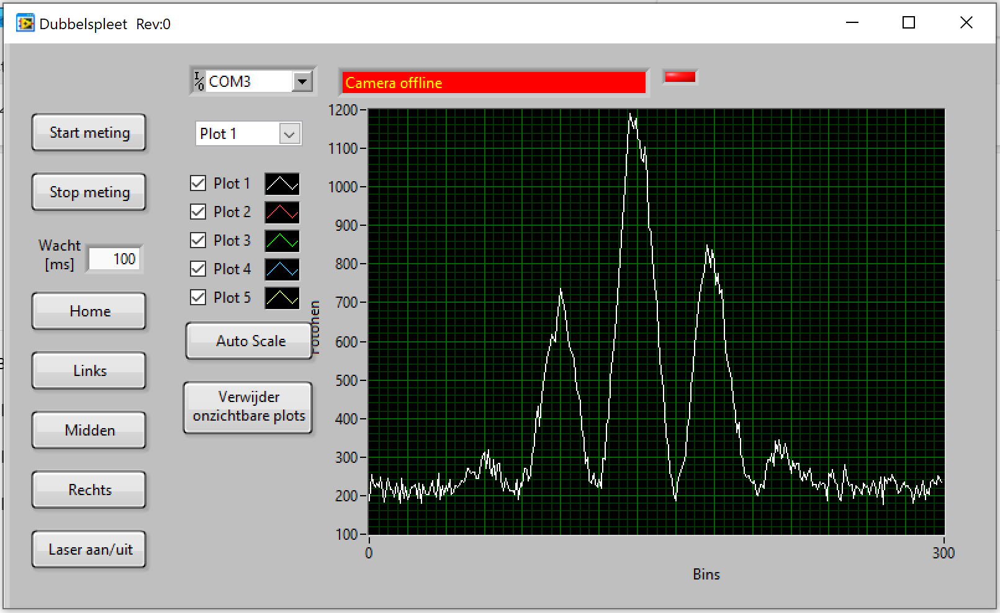 Dubbelspleet Rev:0
COM3
Camera offline
Start meting
Stop meting
Wacht
[ms]
100
Home
Links
Midden
Rechts
Laser aan/uit
Plot 1
Plot 1
Plot 2
Plot 3
Plot 4
Plot 5
Auto Scale
Verwijder
onzichtbare plots
Fotonen
1200
1100
1000
900
800
700
600
500
400
300
200
100
0
300
Bins